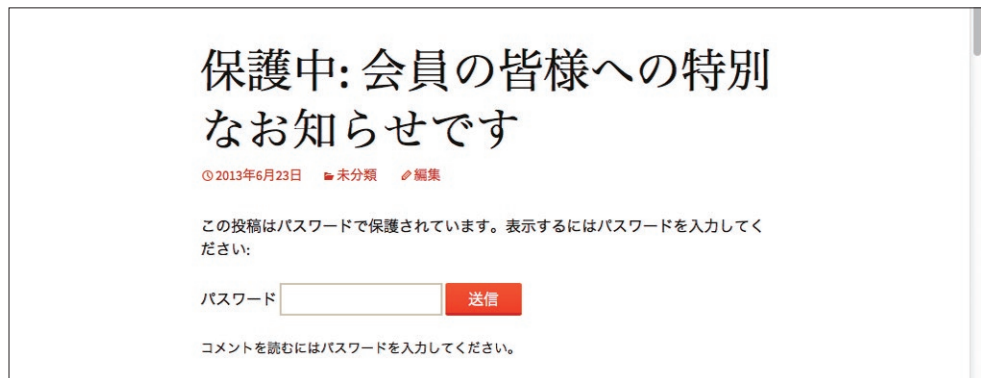 保護中: 会員の皆様への特別
なお知らせです
2013年6月23日 未分類 編集
この投稿はパスワードで保護されています。表示するにはパスワードを入力してく
ださい:
パスワード 送信
コメントを読むにはパスワードを入力してください。